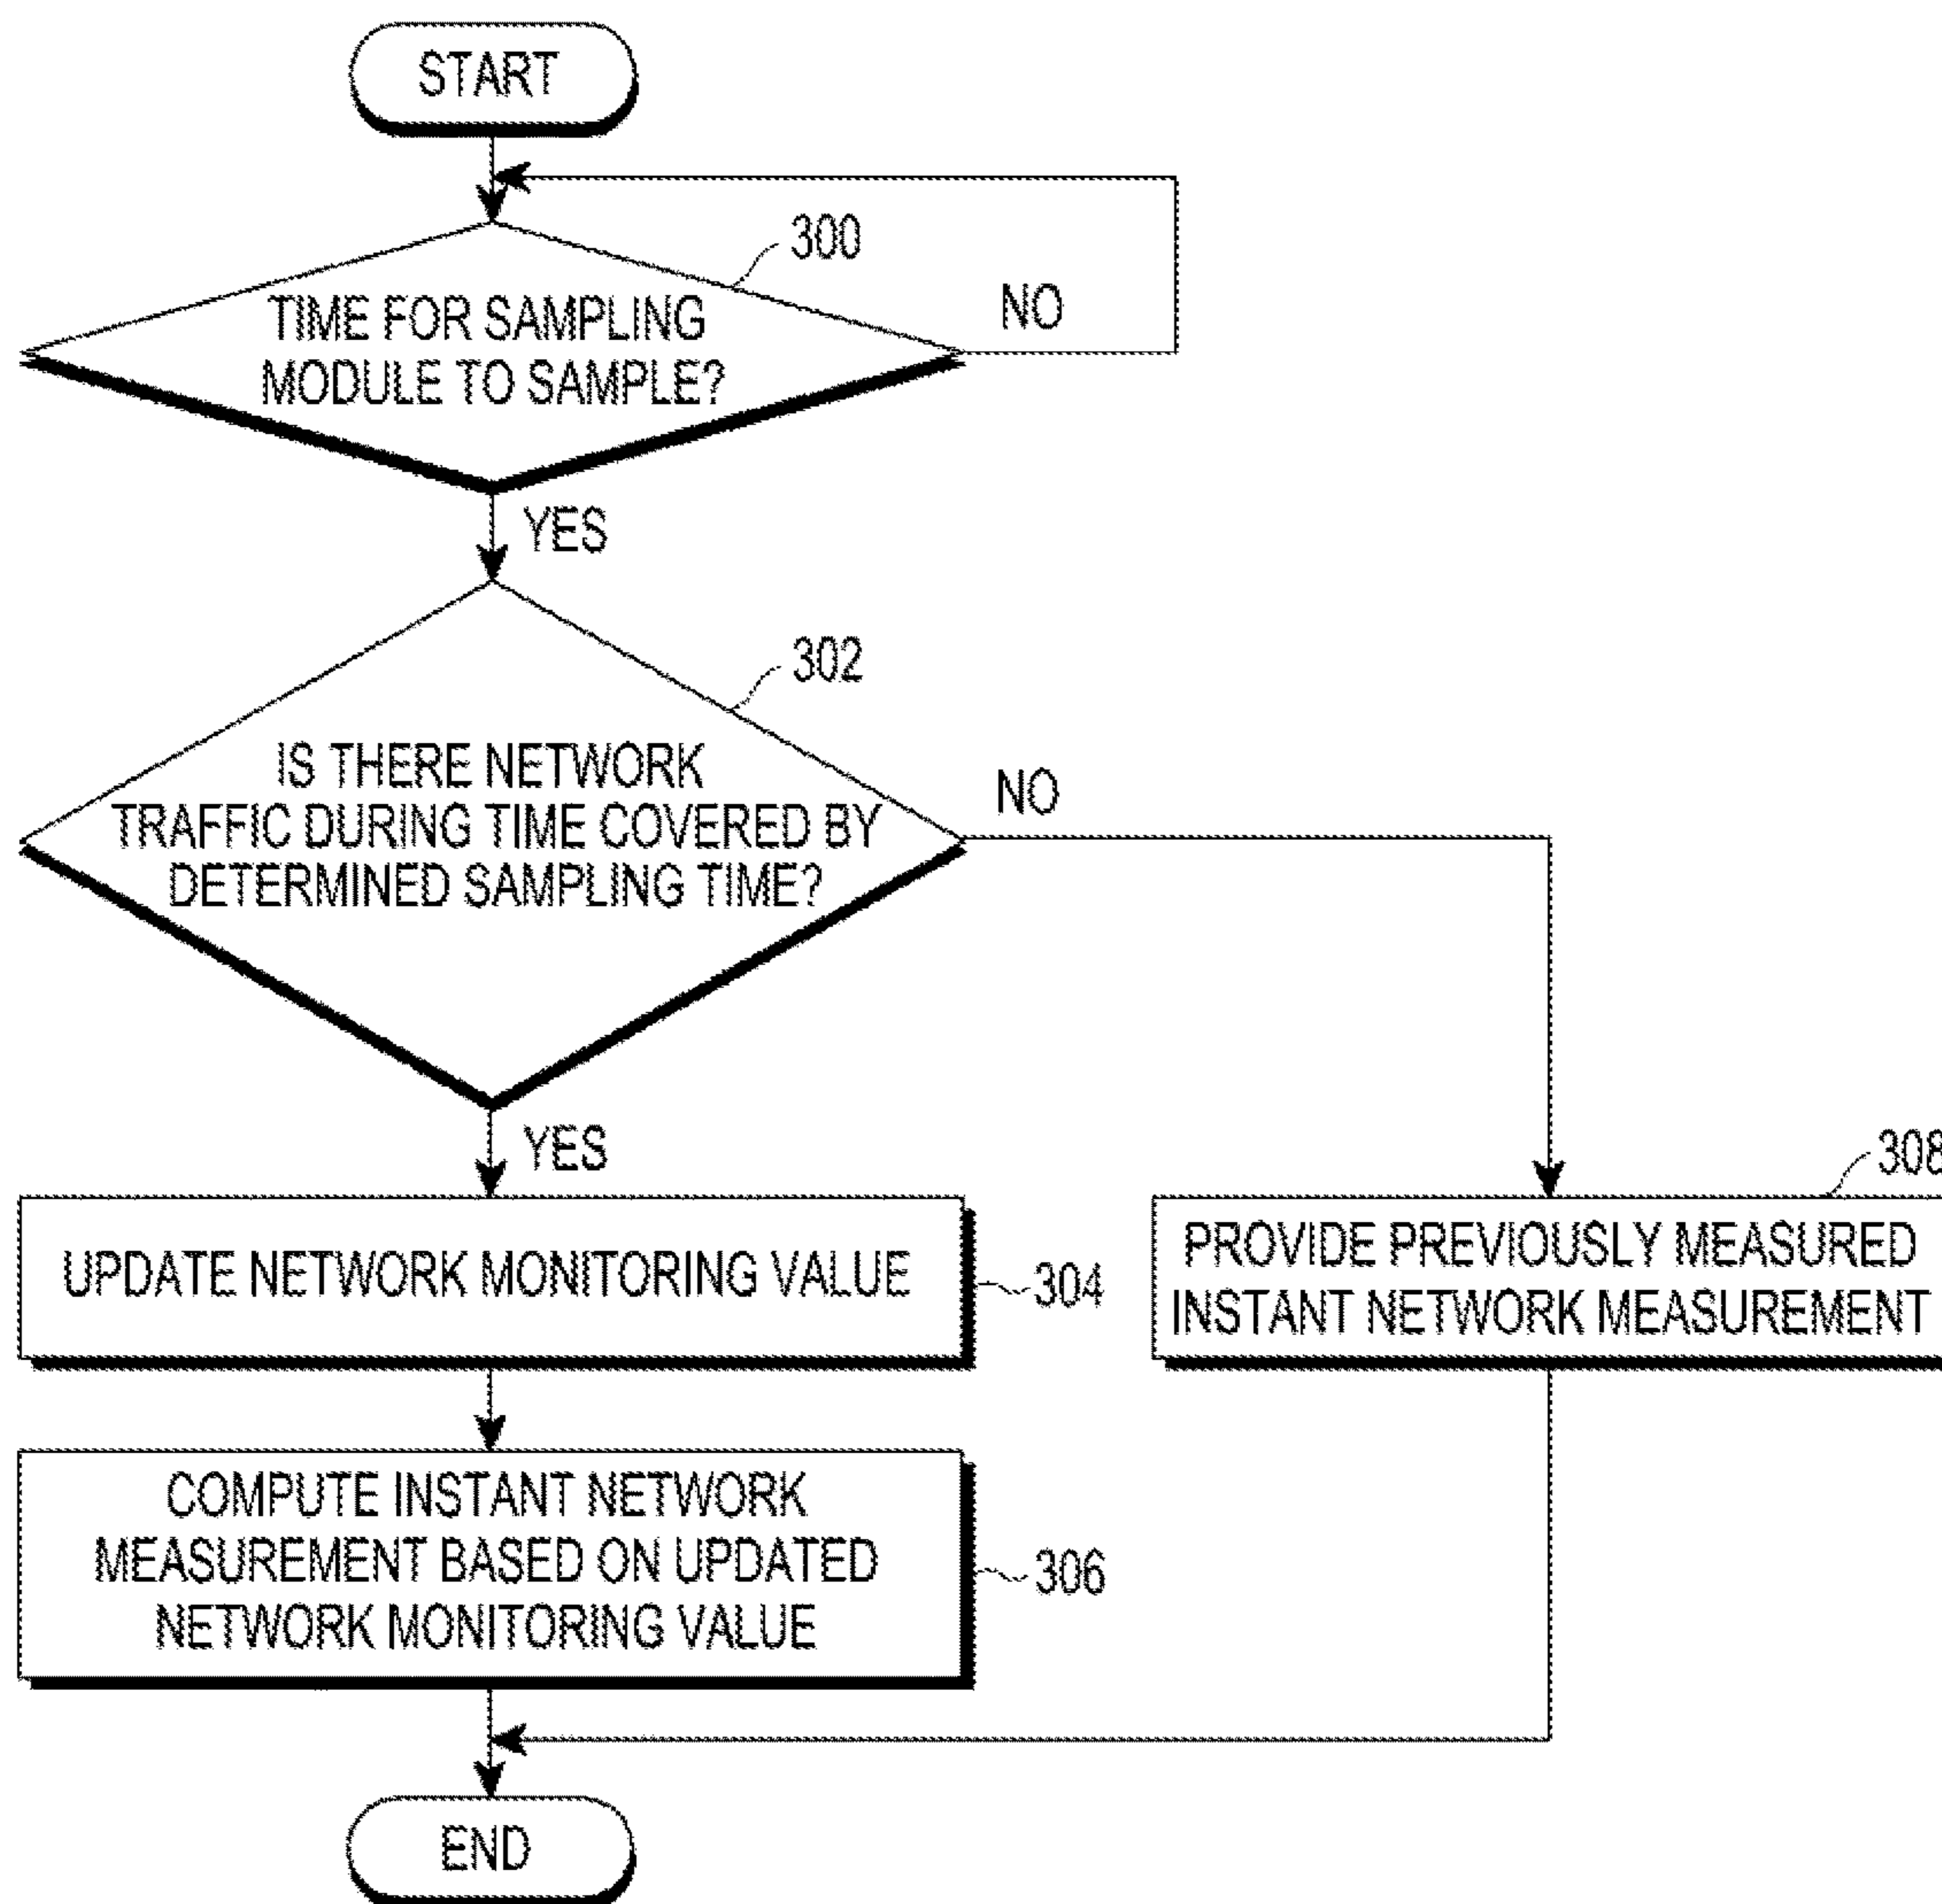 START
300
TIME FOR SAMPLING
MODULE TO SAMPLE?
NO
YES
302
IS THERE NETWORK
TRAFFIC DURING TIME COVERED BY
DETERMINED SAMPLING TIME?
NO
YES
308
UPDATE NETWORK MONITORING VALUE
304
PROVIDE PREVIOUSLY MEASURED
INSTANT NETWORK MEASUREMENT
COMPUTE INSTANT NETWORK
MEASUREMENT BASED ON UPDATED
NETWORK MONITORING VALUE
306
END